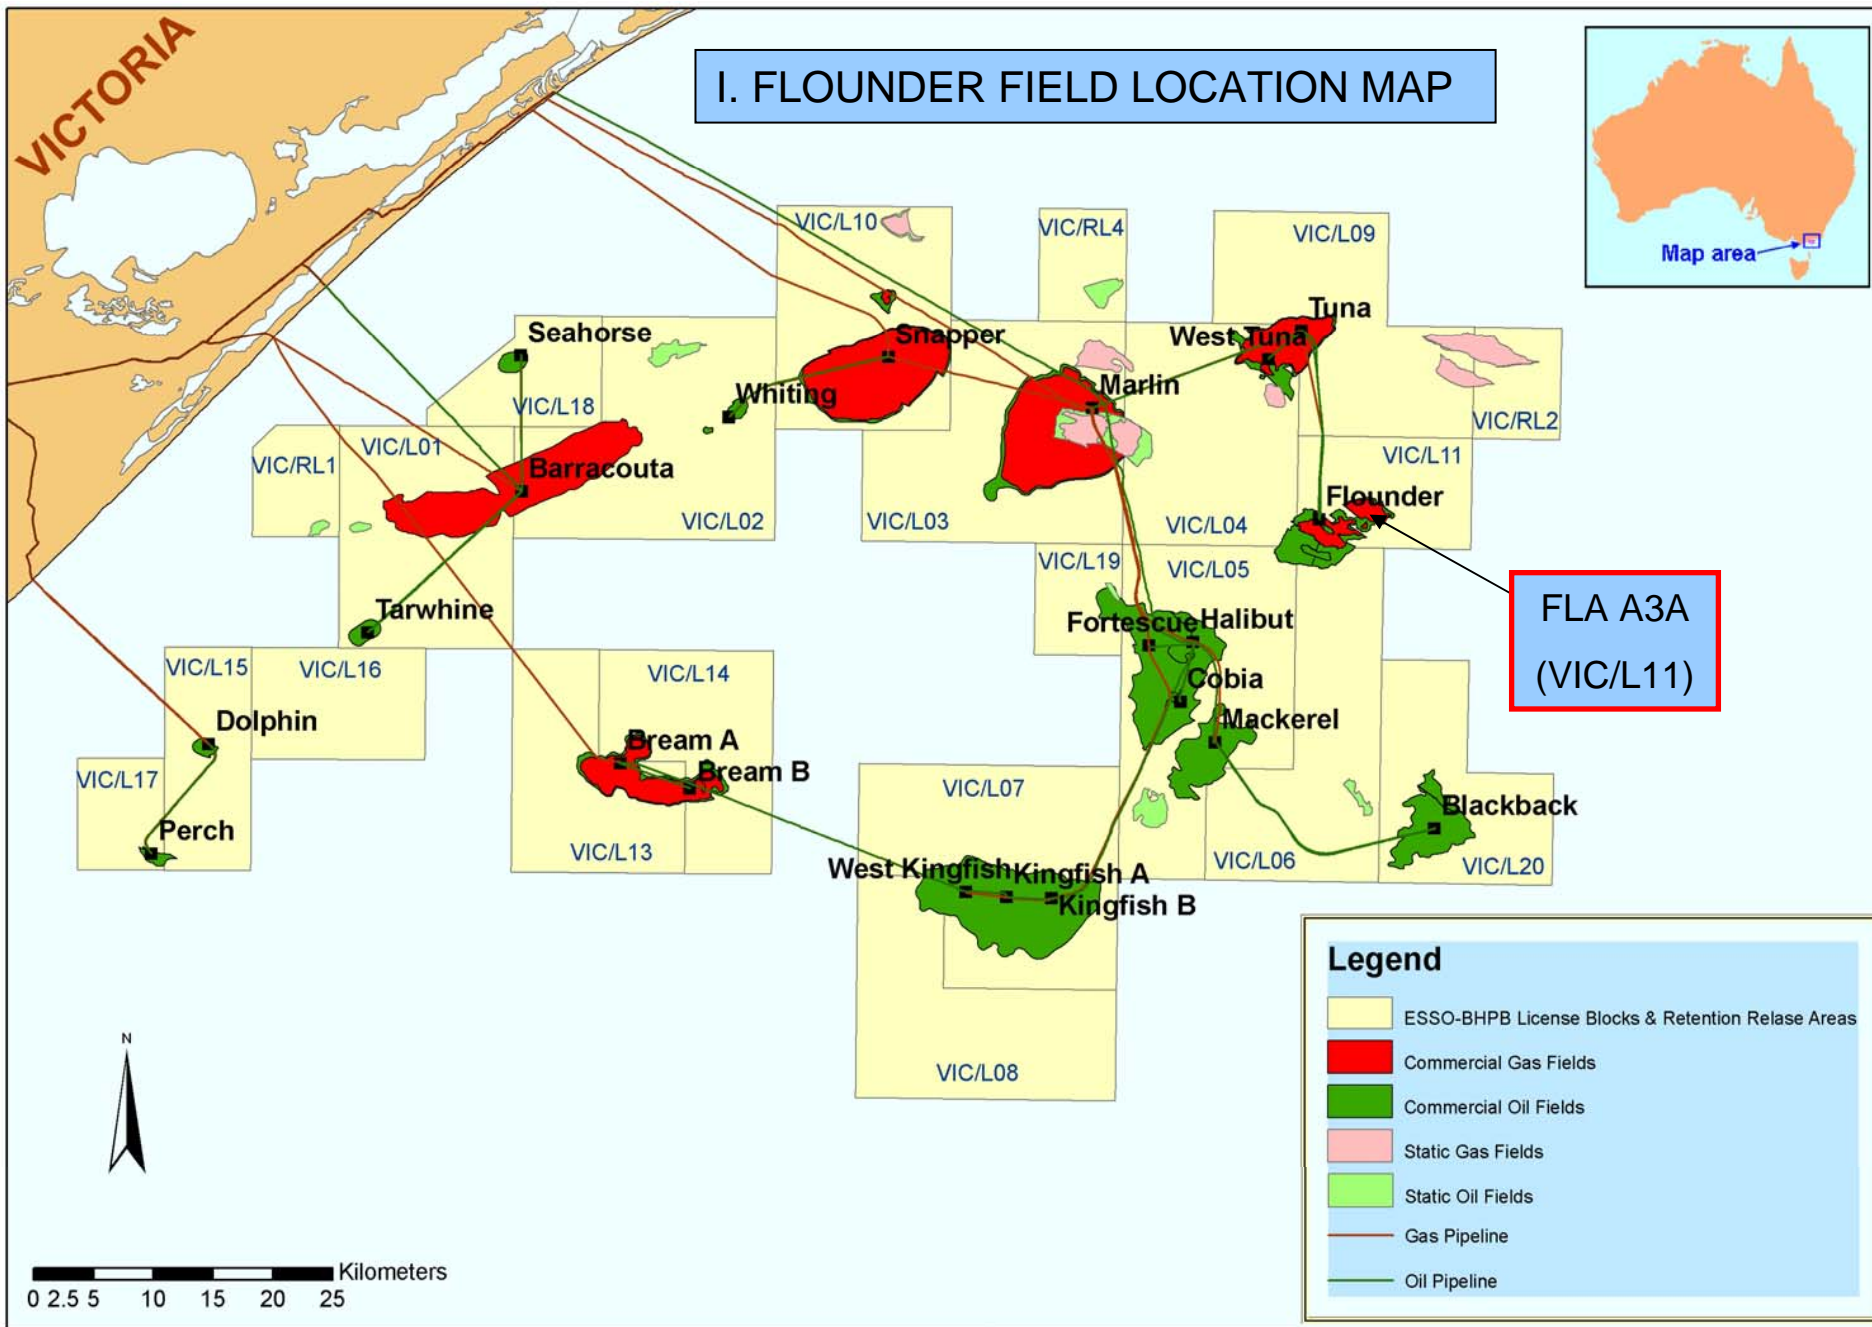 VICTORIA
I. FLOUNDER FIELD LOCATION MAP
Map area
VIC/L10
VIC/RL4
VIC/L09
Seahorse
Snapper
Tuna
West Tuna
Whiting
Marlin
VIC/L18
VIC/RL2
VIC/L01
VIC/RL1
Barracouta
VIC/L11
Flounder
VIC/L02
VIC/L03
VIC/L04
VIC/L19
VIC/L05
FLA A3A
(VIC/L11)
Tarwhine
Fortescue
Halibut
VIC/L15
VIC/L16
VIC/L14
Cobia
Dolphin
Mackerel
Bream A
Bream B
VIC/L17
VIC/L07
Perch
VIC/L13
Blackback
VIC/L06
VIC/L20
West Kingfish
Kingfish A
Kingfish B
VIC/L08
Legend
ESSO-BHPB License Blocks & Retention Relase Areas
Commercial Gas Fields
Commercial Oil Fields
Static Gas Fields
Static Oil Fields
Gas Pipeline
Oil Pipeline
N
Kilometers
0 2.5 5 10 15 20 25